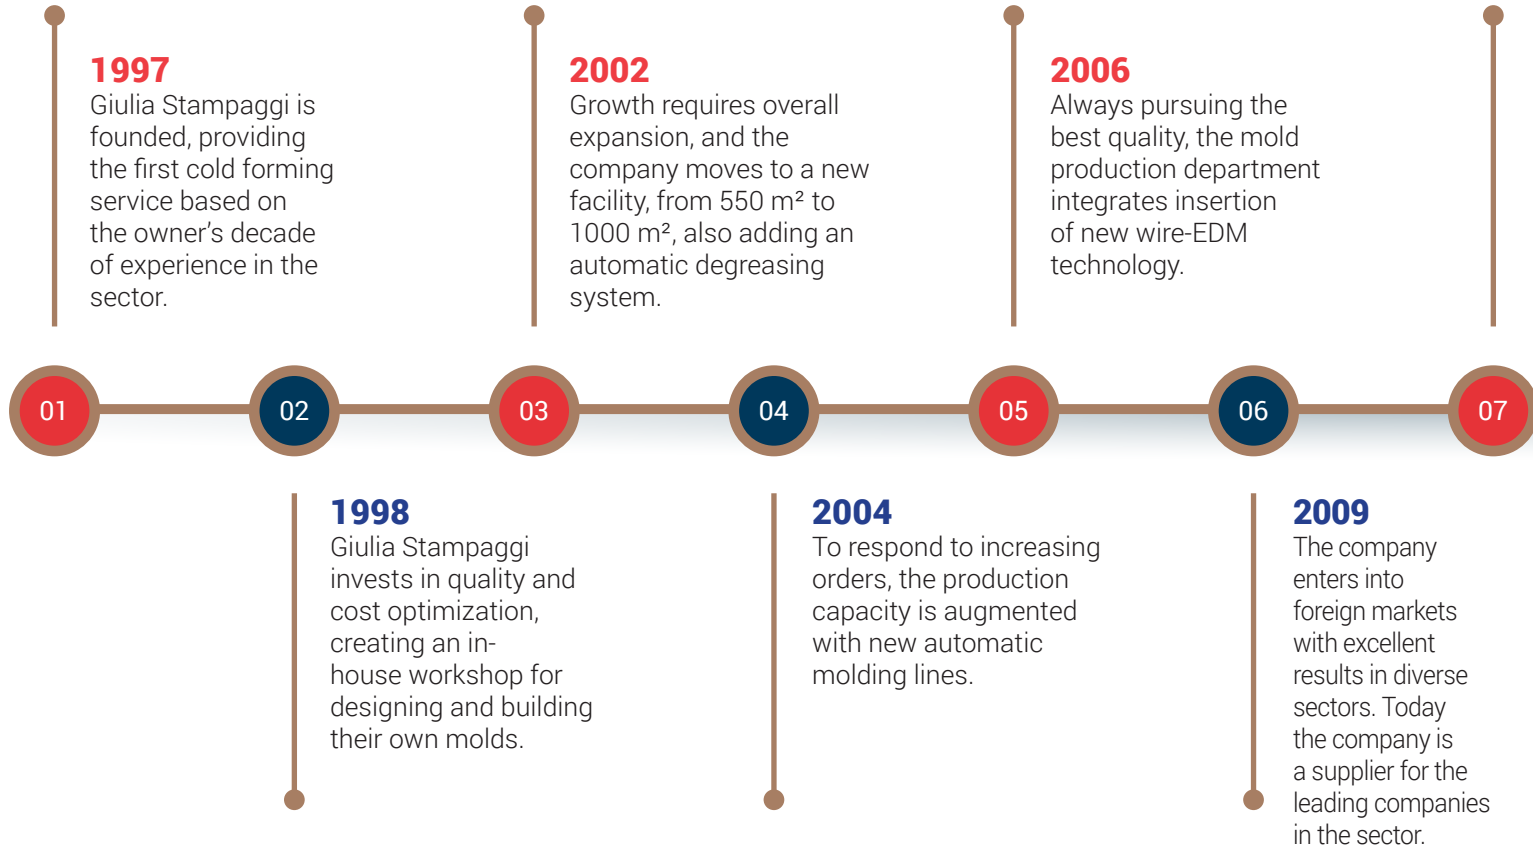 1997
Giulia Stampaggi is
founded, providing
the first cold forming
service based on
the owner’s decade
of experience in the
sector.
2002
Growth requires overall
expansion, and the
company moves to a new
facility, from 550 m² to
1000 m², also adding an
automatic degreasing
system.
2006
Always pursuing the
best quality, the mold
production department
integrates insertion
of new wire-EDM
technology.
01
02
03
04
05
06
07
1998
Giulia Stampaggi
invests in quality and
cost optimization,
creating an in-
house workshop for
designing and building
their own molds.
2004
To respond to increasing
orders, the production
capacity is augmented
with new automatic
molding lines.
2009
The company
enters into
foreign markets
with excellent
results in diverse
sectors. Today
the company is
a supplier for the
leading companies
in the sector.